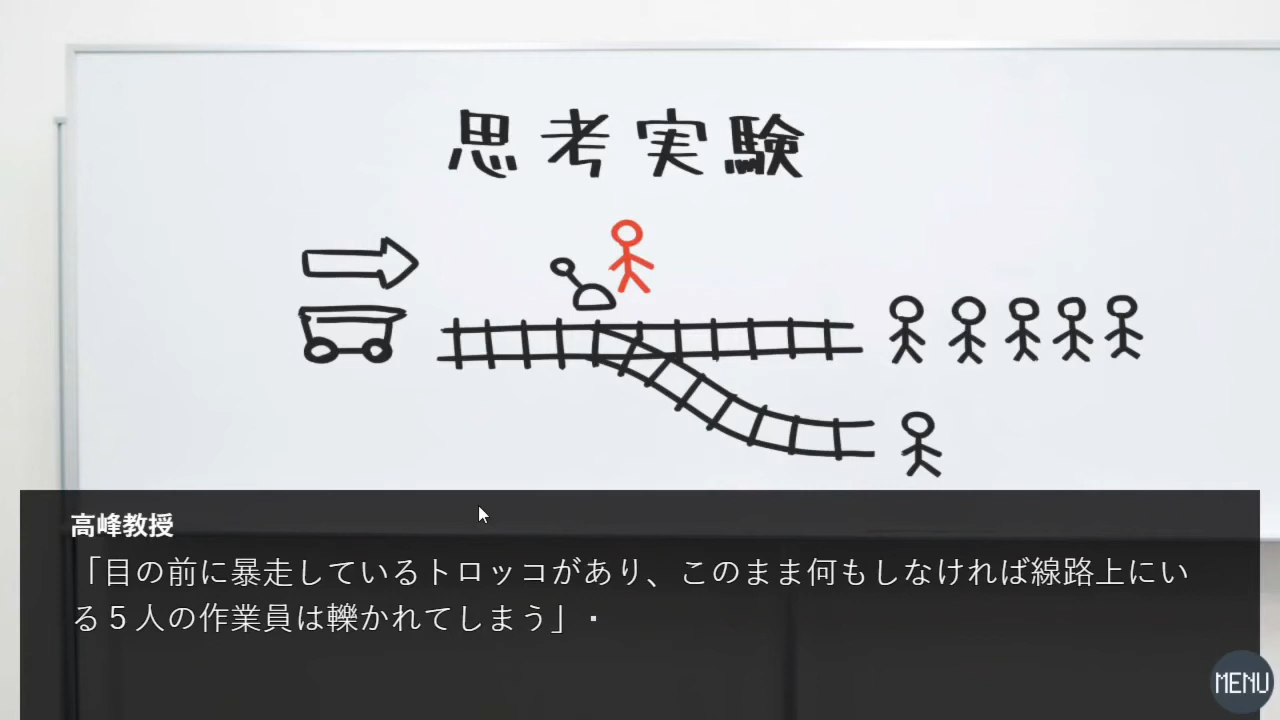 思考実験
高峰教授
「目の前に暴走しているトロッコがあり、このまま何もしなければ線路上にい
る５人の作業員は轢かれてしまう」
MENU